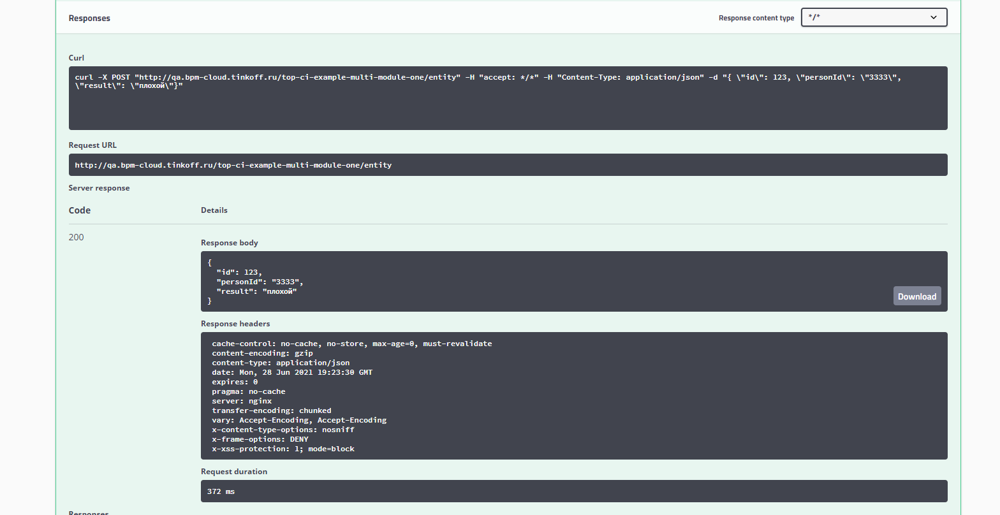 Responses
Response content type
*/*
Curl
curl -X POST "http://qa.bpm-cloud.tinkoff.ru/top-ci-example-multi-module-one/entity" -H "accept: */*" -H "Content-Type: application/json" -d "{ \"id\": 123, \"personId\": \"3333\",
\"result\": \"плохой\"}"
Request URL
http://qa.bpm-cloud.tinkoff.ru/top-ci-example-multi-module-one/entity
Server response
Code
Details
200
Response body
{
  "id": 123,
  "personId": "3333",
  "result": "плохой"
}
Download
Response headers
cache-control: no-cache, no-store, max-age=0, must-revalidate
content-encoding: gzip
content-type: application/json
date: Mon, 28 Jun 2021 19:23:30 GMT
expires: 0
pragma: no-cache
server: nginx
transfer-encoding: chunked
vary: Accept-Encoding, Accept-Encoding
x-content-type-options: nosniff
x-frame-options: DENY
x-xss-protection: 1; mode=block
Request duration
372 ms
Responses